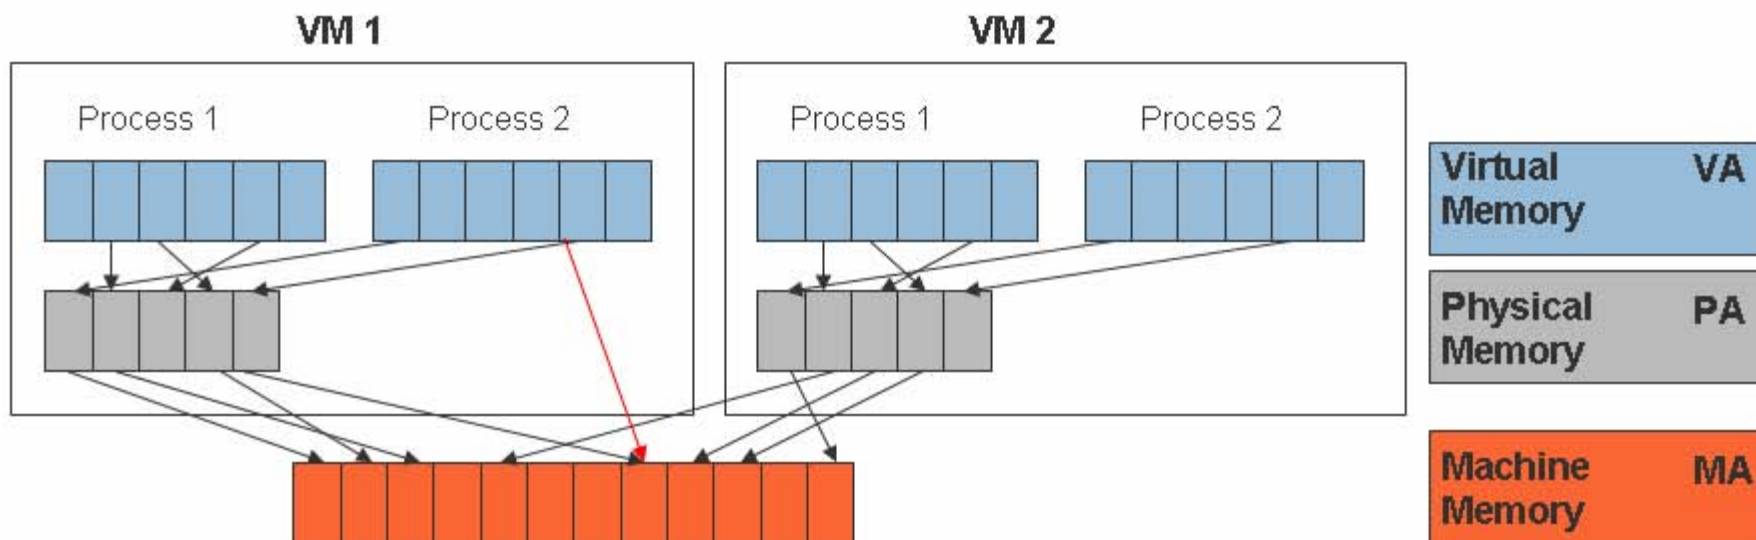 VM 1
VM 2
Process 1
Process 2
Process 1
Process 2
Virtual VA
Memory
Physical PA
Memory
Machine MA
Memory